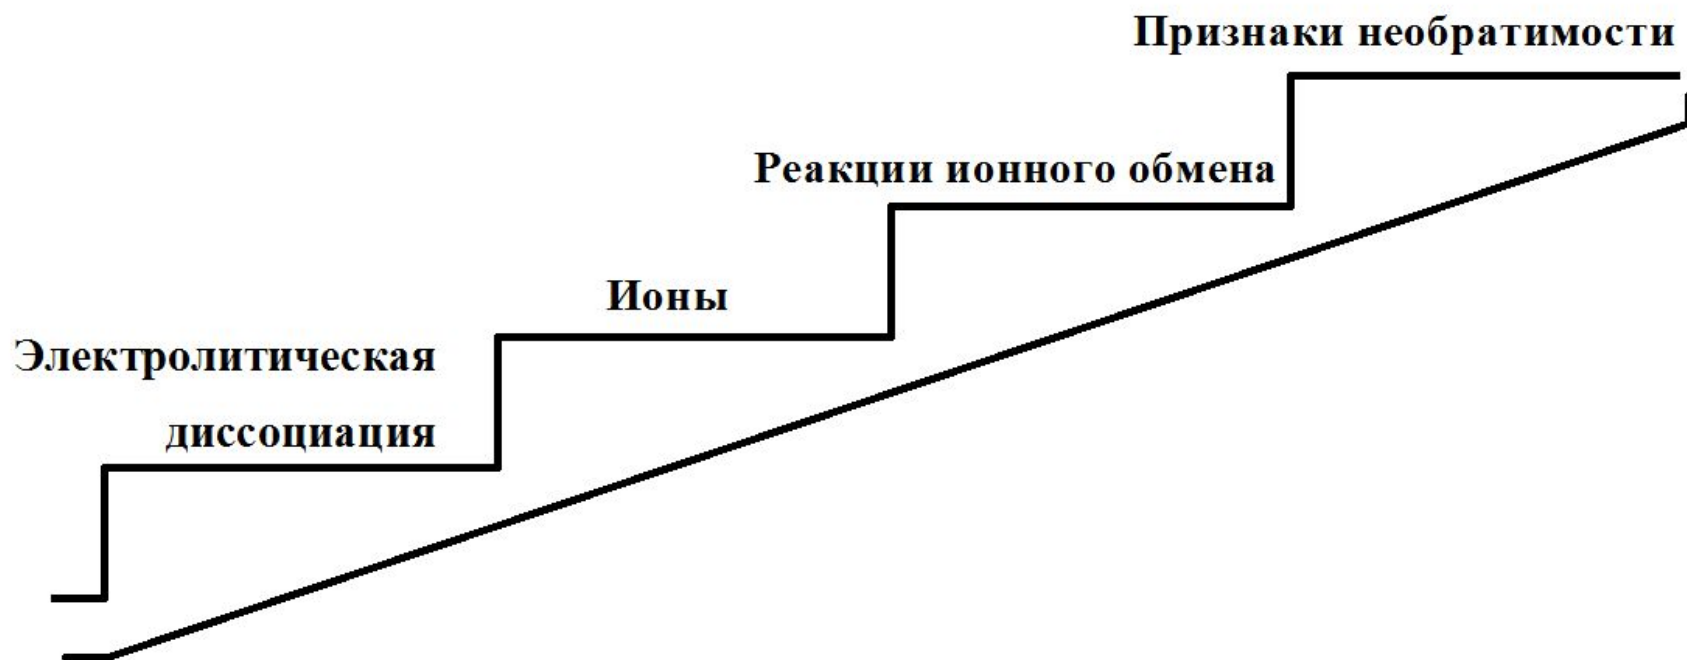 Признаки необратимости
Реакции ионного обмена
Ионы
Электролитическая
диссоциация